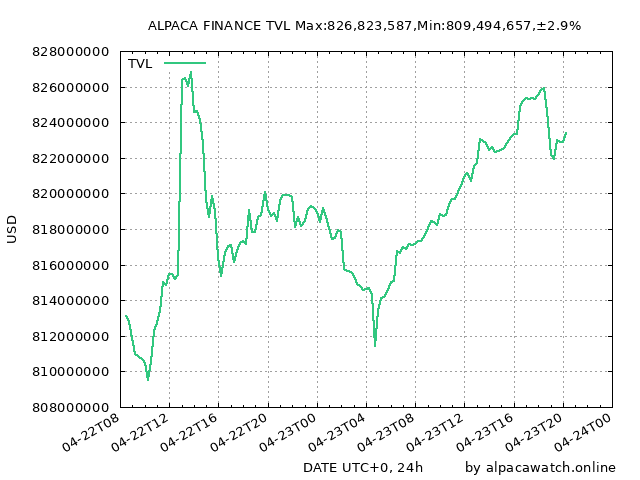 ALPACA FINANCE TVL Max:826,823,587,Min:809,494,657,±2.9%
828000000
TVL
826000000
824000000
822000000
820000000
818000000
816000000
814000000
812000000
810000000
808000000
USD
04-22T08
04-22T12
04-22T16
04-22T20
04-23T00
04-23T04
04-23T08
04-23T12
04-23T16
04-23T20
04-24T00
DATE UTC+0, 24h
by alpacawatch.online